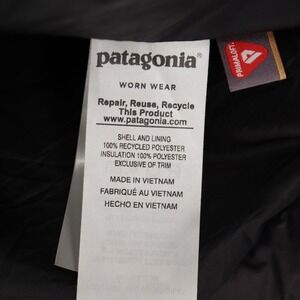 patagonia®
WORN WEAR
Repair, Reuse, Recycle
This Product
www.patagonia.com
SHELL AND LINING
100% RECYCLED POLYESTER
INSULATION 100% POLYESTER
EXCLUSIVE OF TRIM
MADE IN VIETNAM
FABRIQUÉ AU VIETNAM
HECHO EN VIETNAM
PRIMALOFT